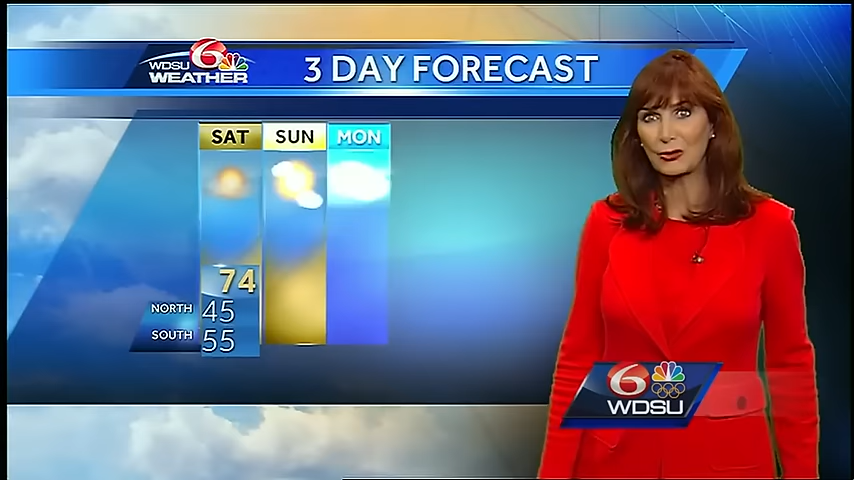 WDSU 6
WEATHER
3 DAY FORECAST
SAT SUN MON
74
NORTH 45
SOUTH 55
6
WDSU